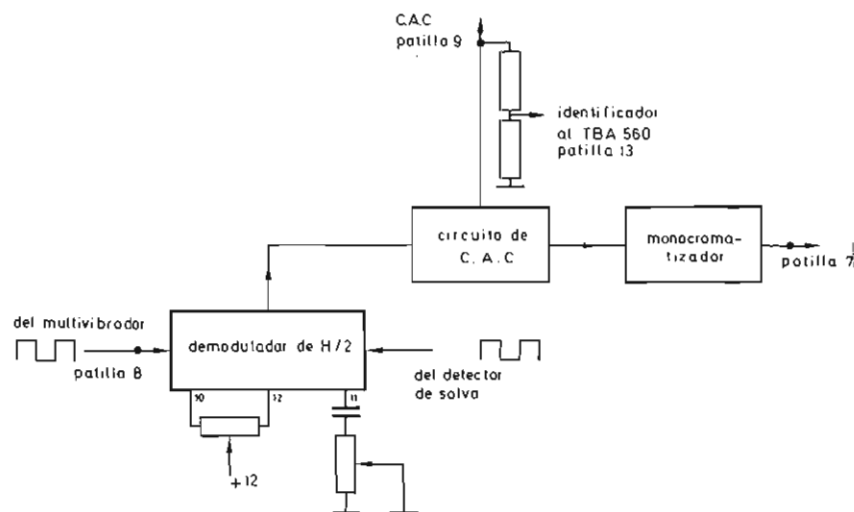 C.A.C
patilla 9
identificador
al TBA 560
patilla 13
circuito de
C.A.C
monocroma-
tizador
patilla 7
del multivibrador
patilla 8
demodulador de H/2
del detector
de salva
10
12
11
+12